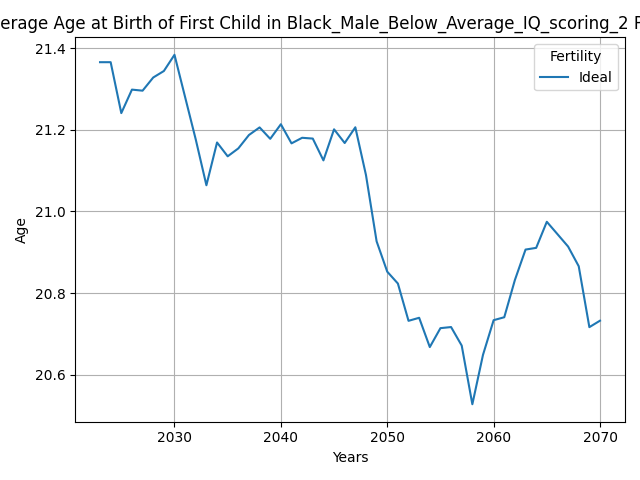 erage Age at Birth of First Child in Black_Male_Below_Average_IQ_scoring_2
21.4
21.2
21.0
20.8
20.6
Age
Fertility
Ideal
2030 2040 2050 2060 2070
Years